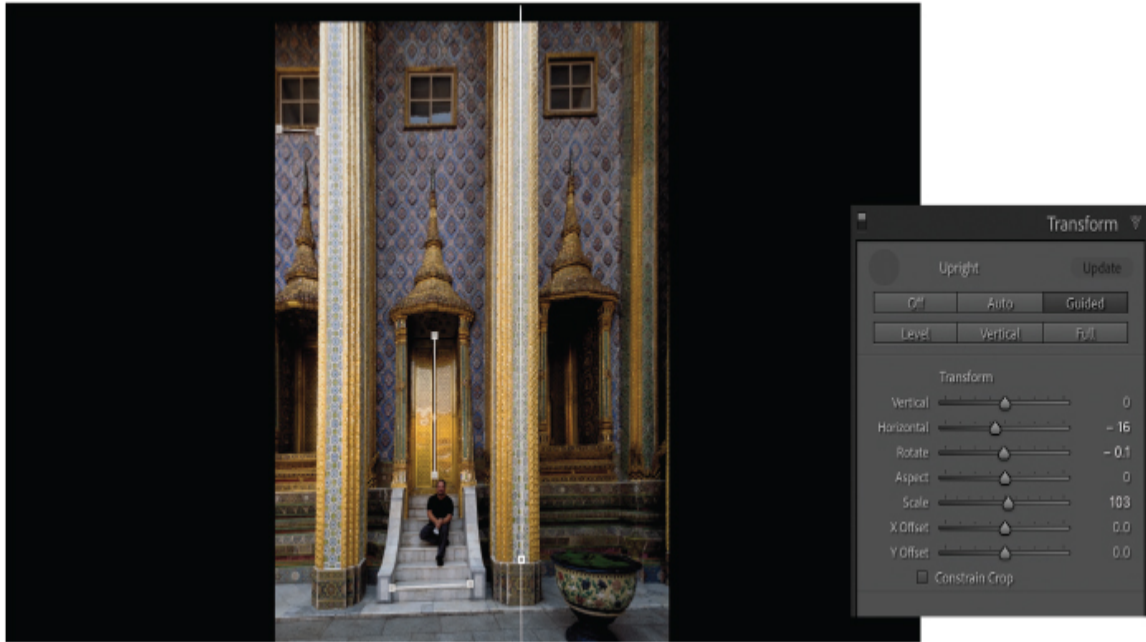 Transform
Upright Update
Off Auto Guided
Level Vertical Full
Transform
Vertical 0
Horizontal – 16
Rotate – 0.1
Aspect 0
Scale 103
X Offset 0.0
Y Offset 0.0
Constrain Crop